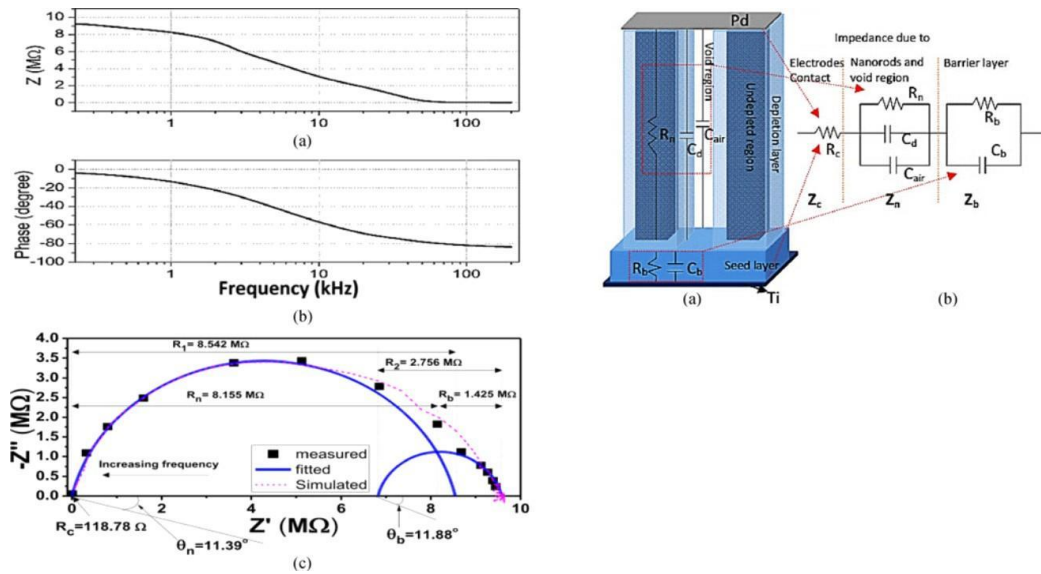 10
8
6
4
2
0
Z (MΩ)
1
10
100
(a)
0
-20
-40
-60
-80
-100
Phase (degree)
1
10
100
Frequency (kHz)
(b)
4.0
3.5
3.0
2.5
2.0
1.5
1.0
0.5
0.0
-Z'' (MΩ)
R1 = 8.542 MΩ
R2 = 2.756 MΩ
Rn = 8.155 MΩ
Rb = 1.425 MΩ
measured
fitted
Simulated
Increasing frequency
0
2
4
6
8
10
Z' (MΩ)
Rc=118.78 Ω
θn=11.39°
θb=11.88°
(c)
Pd
Void region
Undepletd region
Depletion layer
Rn
Cd
Cair
Rb
Cb
Seed layer
Ti
(a)
Impedance due to
Electrodes
Contact
Nanorods and
void region
Barrier layer
Rn
Rb
Rc
Cd
Cb
Cair
Zc
Zn
Zb
(b)